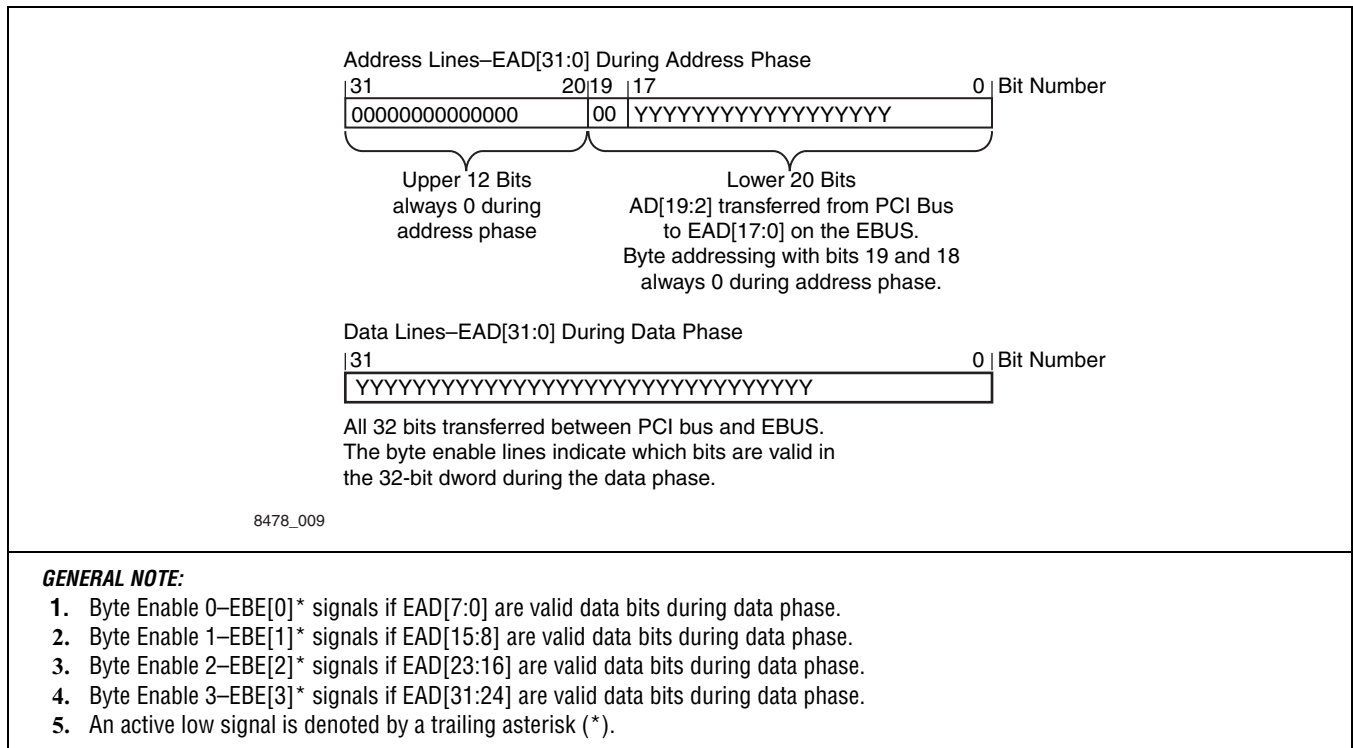 Address Lines–EAD[31:0] During Address Phase
31 20 19 17 0 Bit Number
00000000000000 00 YYYYYYYYYYYYYYYYYY
Upper 12 Bits
always 0 during
address phase
Lower 20 Bits
AD[19:2] transferred from PCI Bus
to EAD[17:0] on the EBUS.
Byte addressing with bits 19 and 18
always 0 during address phase.
Data Lines–EAD[31:0] During Data Phase
31 0 Bit Number
YYYYYYYYYYYYYYYYYYYYYYYYYYYYYYYY
All 32 bits transferred between PCI bus and EBUS.
The byte enable lines indicate which bits are valid in
the 32-bit dword during the data phase.
8478_009
GENERAL NOTE:
1. Byte Enable 0–EBE[0]* signals if EAD[7:0] are valid data bits during data phase.
2. Byte Enable 1–EBE[1]* signals if EAD[15:8] are valid data bits during data phase.
3. Byte Enable 2–EBE[2]* signals if EAD[23:16] are valid data bits during data phase.
4. Byte Enable 3–EBE[3]* signals if EAD[31:24] are valid data bits during data phase.
5. An active low signal is denoted by a trailing asterisk (*).